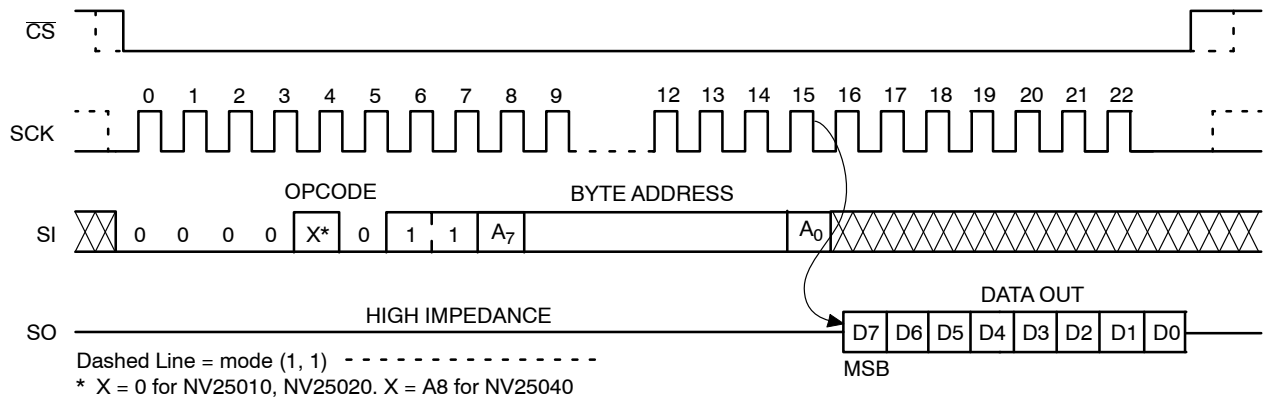 CS
0 1 2 3 4 5 6 7 8 9 12 13 14 15 16 17 18 19 20 21 22
SCK
OPCODE BYTE ADDRESS
SI 0 0 0 0 X* 0 1 1 A7 A0
DATA OUT
HIGH IMPEDANCE
SO D7 D6 D5 D4 D3 D2 D1 D0
Dashed Line = mode (1, 1)
MSB
* X = 0 for NV25010, NV25020. X = A8 for NV25040